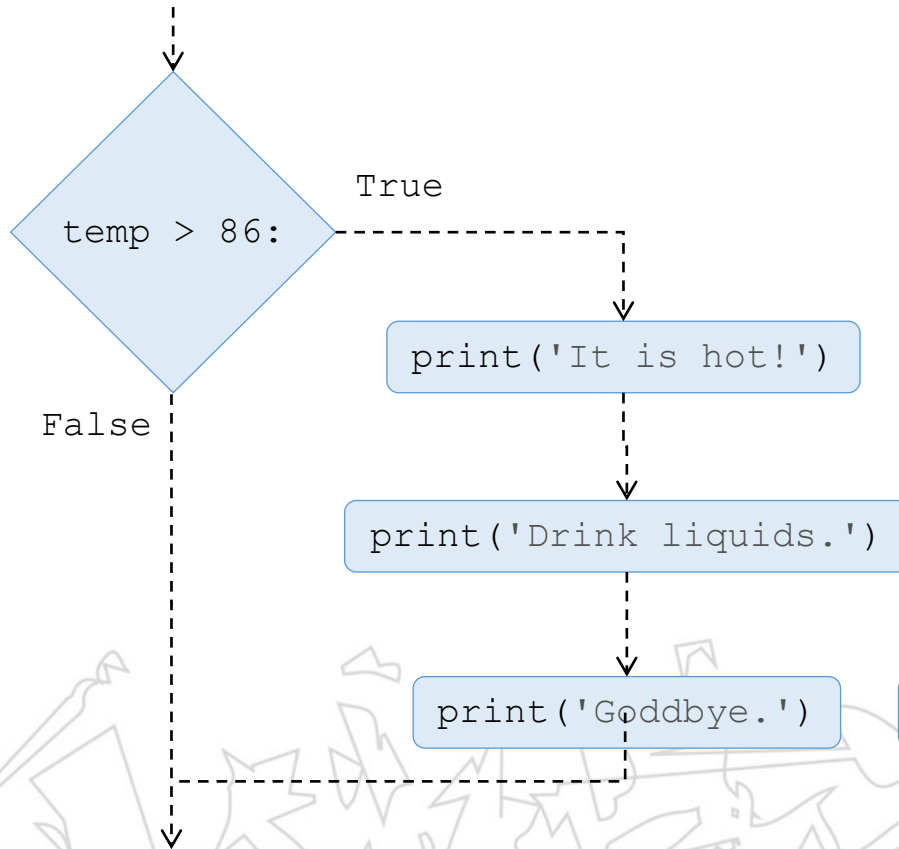 True
temp > 86:
print('It is hot!')
False
print('Drink liquids.')
print('Goddbye.')